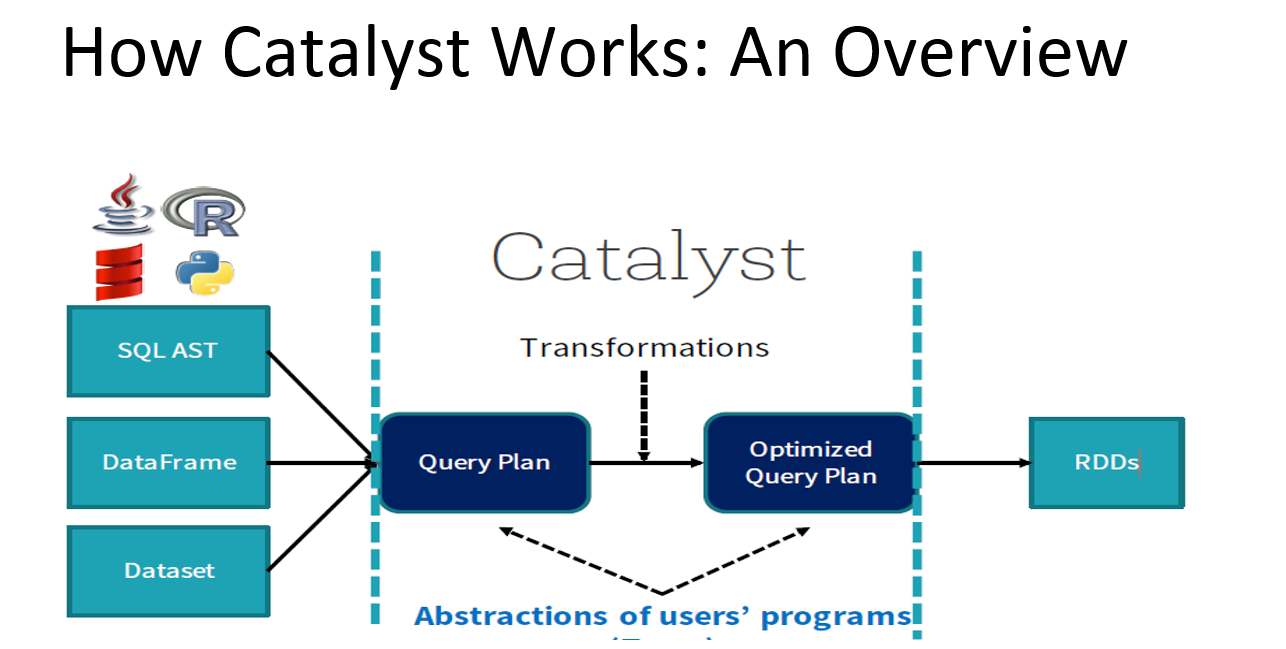 How Catalyst Works: An Overview
R
Catalyst
SQL AST
Transformations
DataFrame
Query Plan
Optimized
Query Plan
RDDs
Dataset
Abstractions of users’ programs